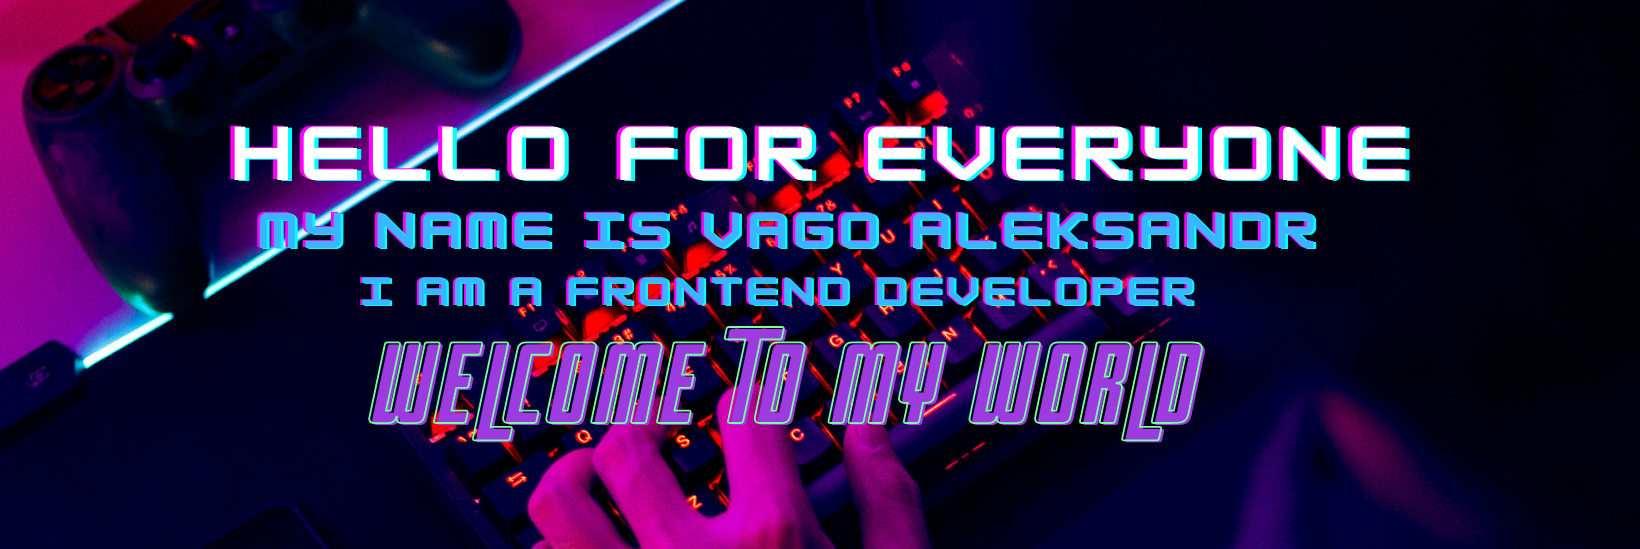 HELLO FOR EVERYONE
MY NAME IS VAGO ALEKSANDR
I AM A FRONTEND DEVELOPER
WELCOME TO MY WORLD